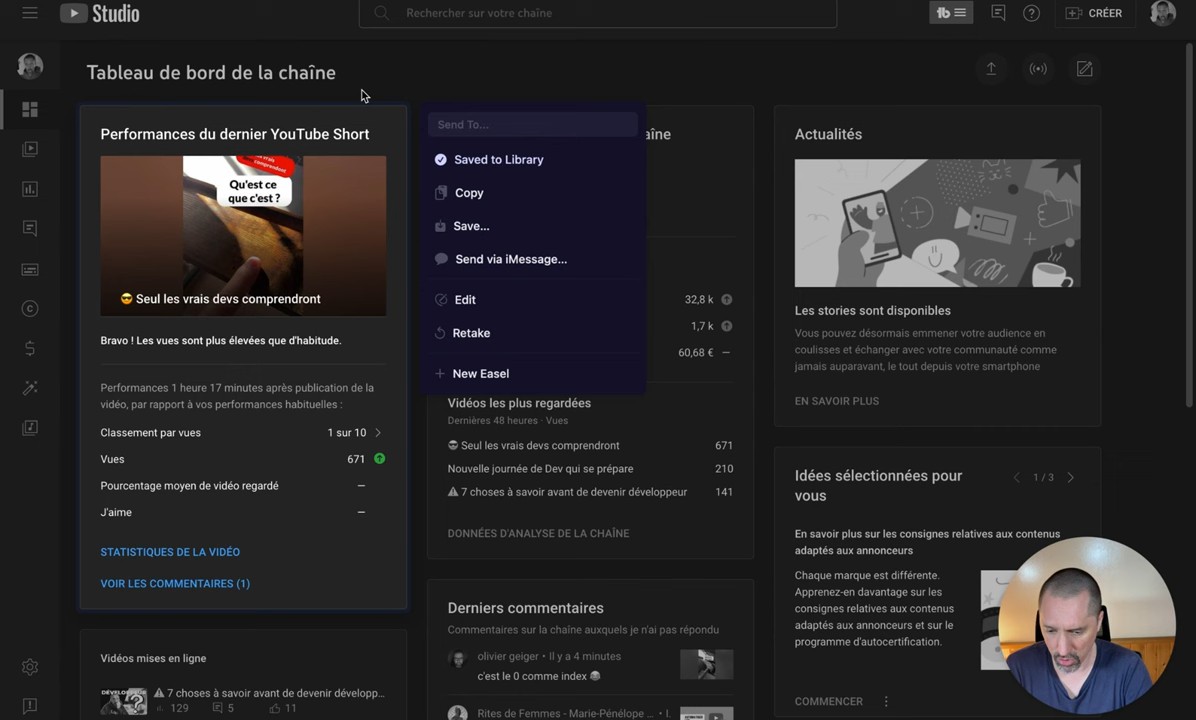 Studio
Rechercher sur votre chaîne
CRÉER
Tableau de bord de la chaîne
Performances du dernier YouTube Short
Qu'est ce
que c'est ?
😎 Seul les vrais devs comprendront
Bravo ! Les vues sont plus élevées que d'habitude.
Performances 1 heure 17 minutes après publication de la
vidéo, par rapport à vos performances habituelles :
Classement par vues 1 sur 10
Vues 671
Pourcentage moyen de vidéo regardé –
J'aime –
STATISTIQUES DE LA VIDÉO
VOIR LES COMMENTAIRES (1)
Vidéos mises en ligne
⚠ 7 choses à savoir avant de devenir développ...
129 5 11
Send To...
Saved to Library
Copy
Save...
Send via iMessage...
Edit
Retake
New Easel
aîne
32,8 k
1,7 k
60,68 € –
Vidéos les plus regardées
Dernières 48 heures · Vues
😎 Seul les vrais devs comprendront 671
Nouvelle journée de Dev qui se prépare 210
⚠ 7 choses à savoir avant de devenir développeur 141
DONNÉES D'ANALYSE DE LA CHAÎNE
Derniers commentaires
Commentaires sur la chaîne auxquels je n'ai pas répondu
olivier geiger • Il y a 4 minutes
c'est le 0 comme index
Rites de Femmes - Marie-Pénélope ... • I.
Actualités
Les stories sont disponibles
Vous pouvez désormais emmener votre audience en
coulisses et échanger avec votre communauté comme
jamais auparavant, le tout depuis votre smartphone
EN SAVOIR PLUS
Idées sélectionnées pour
vous
1 / 3
En savoir plus sur les consignes relatives aux contenus
adaptés aux annonceurs
Chaque marque est différente.
Apprenez-en davantage sur les
consignes relatives aux contenus
adaptés aux annonceurs et sur le
programme d'autocertification.
COMMENCER